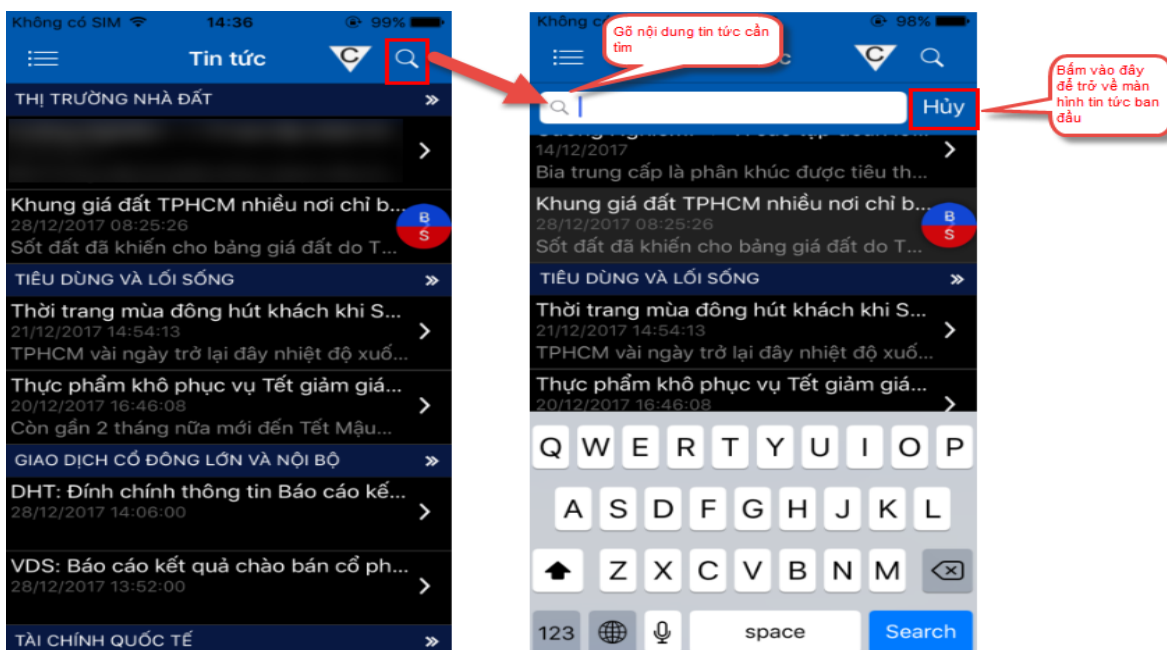 Không có SIM 14:36 99%
Tin tức C
THỊ TRƯỜNG NHÀ ĐẤT »
Khung giá đất TPHCM nhiều nơi chỉ b...
28/12/2017 08:25:26
Sốt đất đã khiến cho bảng giá đất do T...
B
S
TIÊU DÙNG VÀ LỐI SỐNG »
Thời trang mùa đông hút khách khi S...
21/12/2017 14:54:13
TPHCM vài ngày trở lại đây nhiệt độ xuố...
Thực phẩm khô phục vụ Tết giảm giá...
20/12/2017 16:46:08
Còn gần 2 tháng nữa mới đến Tết Mậu...
GIAO DỊCH CỔ ĐÔNG LỚN VÀ NỘI BỘ »
DHT: Đính chính thông tin Báo cáo kế...
28/12/2017 14:06:00
VDS: Báo cáo kết quả chào bán cổ ph...
28/12/2017 13:52:00
TÀI CHÍNH QUỐC TẾ »
Không c 98%
Gõ nội dung tin tức cần
tìm
c C
Hủy
Bấm vào đây
để trở về màn
hình tin tức ban
đầu
14/12/2017
Bia trung cấp là phân khúc được tiêu th...
Khung giá đất TPHCM nhiều nơi chỉ b...
28/12/2017 08:25:26
Sốt đất đã khiến cho bảng giá đất do T...
B
S
TIÊU DÙNG VÀ LỐI SỐNG »
Thời trang mùa đông hút khách khi S...
21/12/2017 14:54:13
TPHCM vài ngày trở lại đây nhiệt độ xuố...
Thực phẩm khô phục vụ Tết giảm giá...
20/12/2017 16:46:08
Q W E R T Y U I O P
A S D F G H J K L
Z X C V B N M
123 space Search